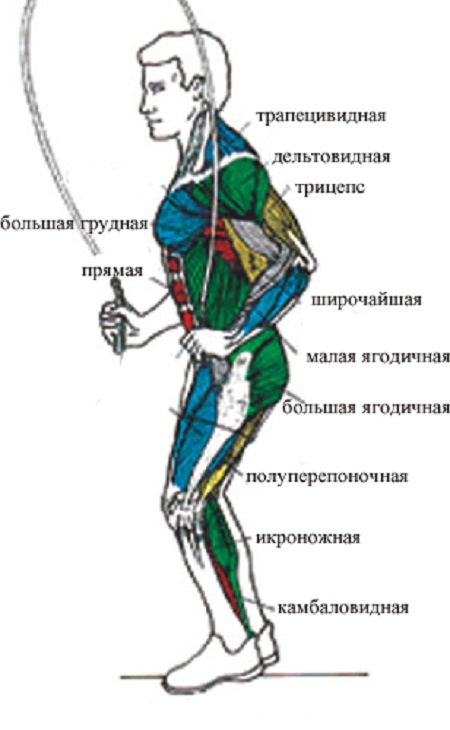 трапецивидная
дельтовидная
трицепс
большая грудная
прямая
широчайшая
малая ягодичная
большая ягодичная
полуперепоночная
икроножная
камбаловидная